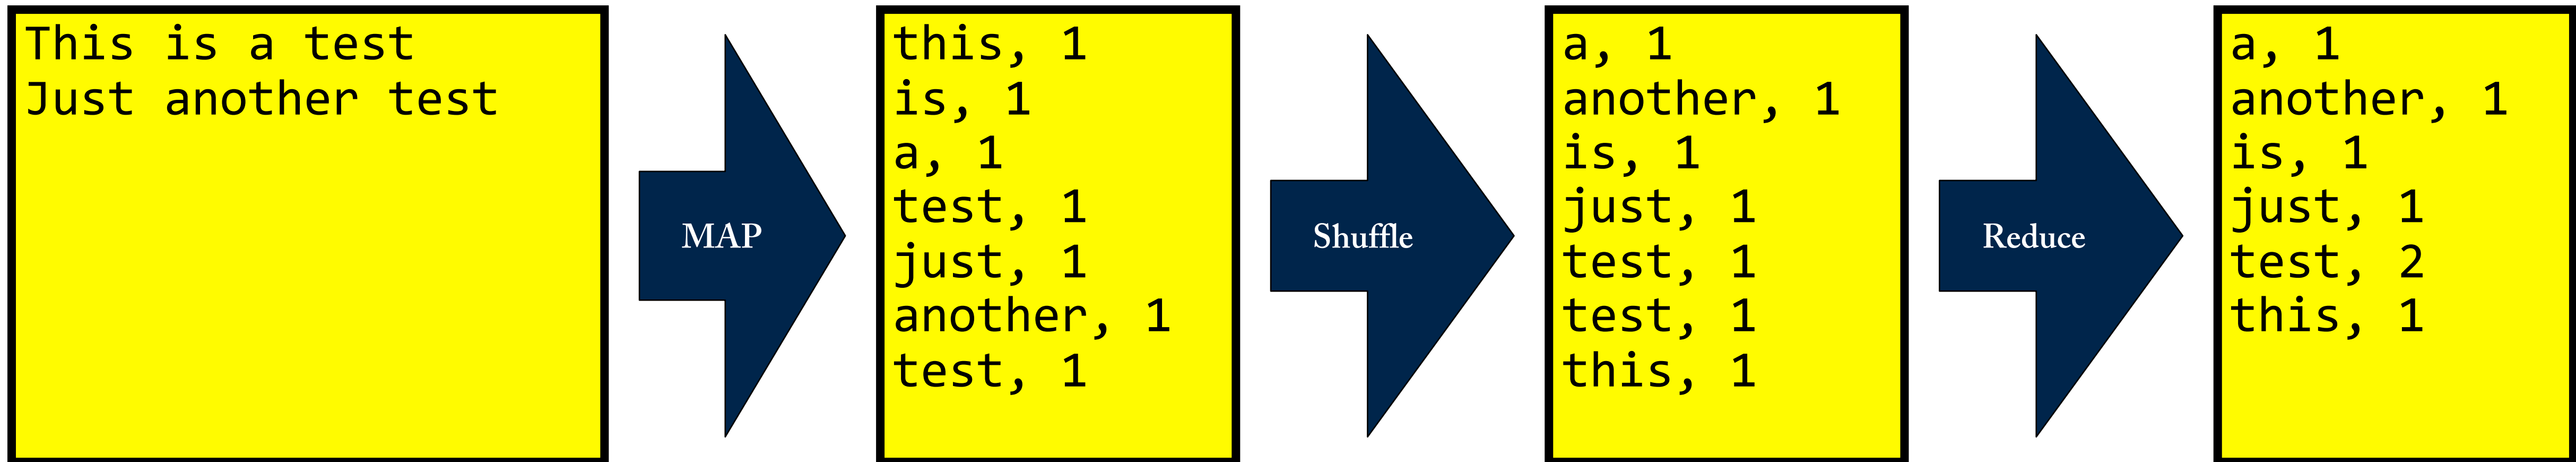 This is a test
Just another test
MAP
this, 1
is, 1
a, 1
test, 1
just, 1
another, 1
test, 1
Shuffle
a, 1
another, 1
is, 1
just, 1
test, 1
test, 1
this, 1
Reduce
a, 1
another, 1
is, 1
just, 1
test, 2
this, 1